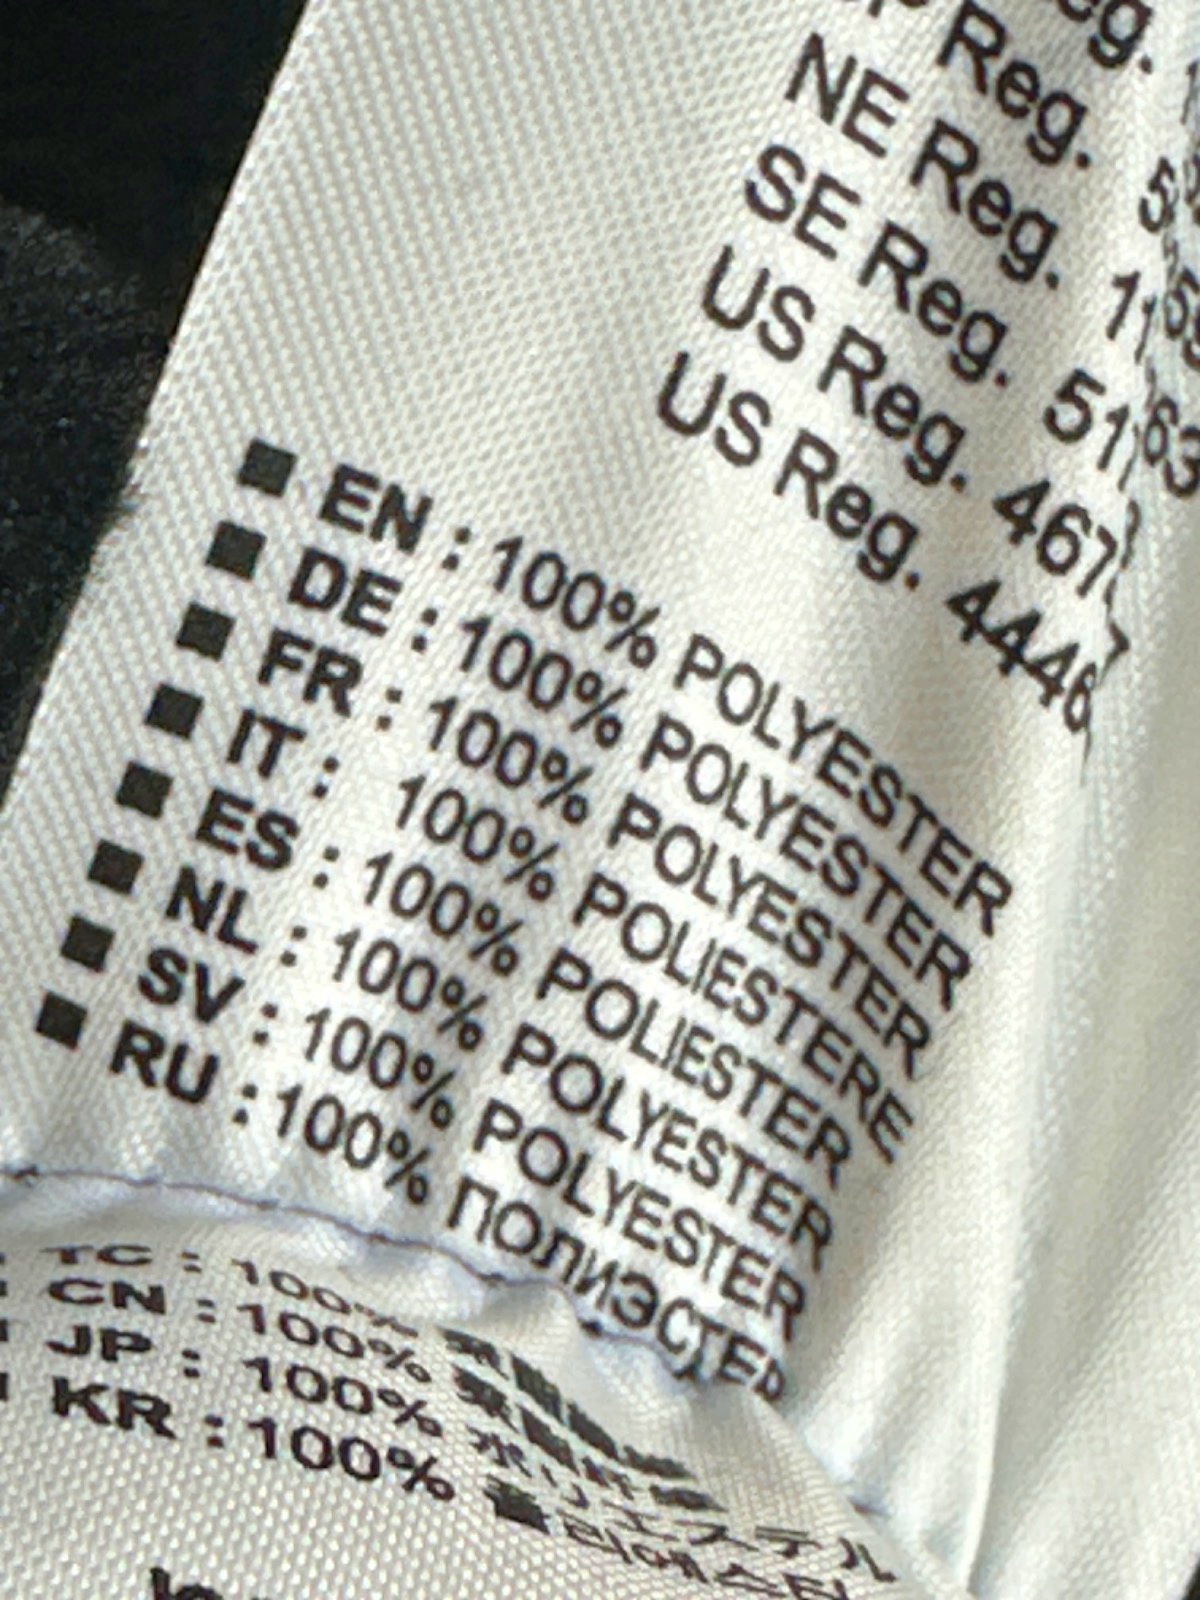 Reg.
Reg.
NE Reg.
SE Reg.
US Reg.
US Reg. 4446
■ EN : 100% POLYESTER
■ DE : 100% POLYESTER
■ FR : 100% POLYESTER
■ IT : 100% POLIESTERE
■ ES : 100% POLIESTER
■ NL : 100% POLYESTER
■ SV : 100% POLYESTER
■ RU : 100% ПОЛИЭСТЕР
TC : 100%
CN : 100%
JP : 100%
KR : 100%